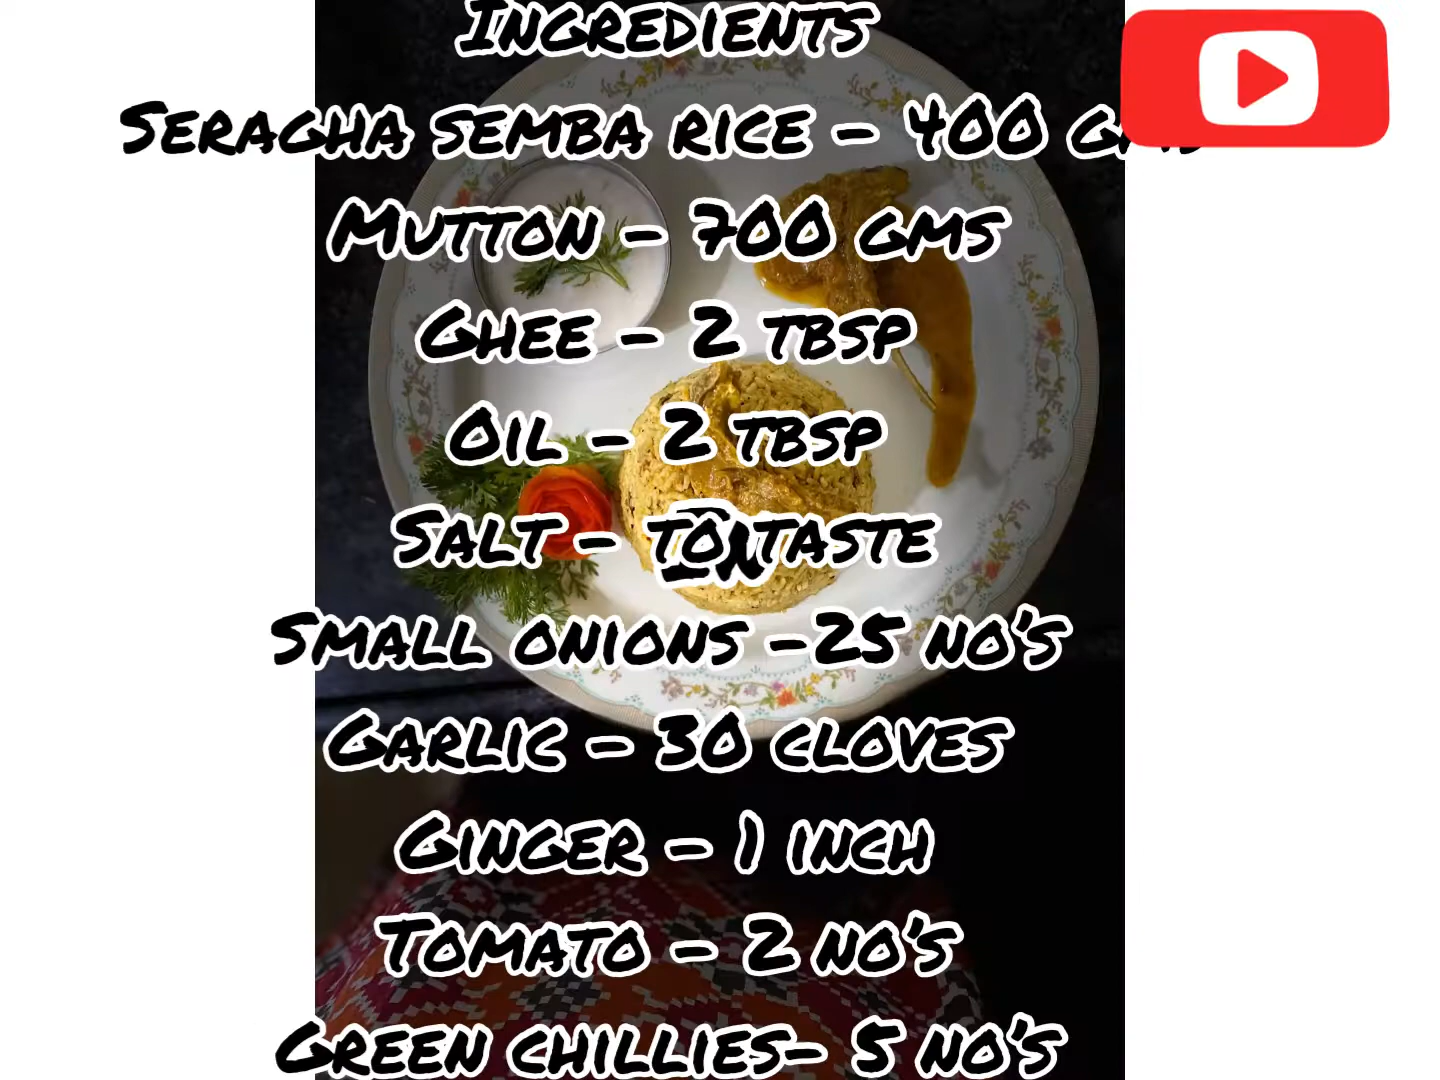 Ingredients
Seragha semba rice - 400 g
Mutton - 700 gms
Ghee - 2 tbsp
Oil - 2 tbsp
Salt - to taste
In
Small onions -25 no's
Garlic - 30 cloves
Ginger - 1 inch
Tomato - 2 no's
Green chillies- 5 no's